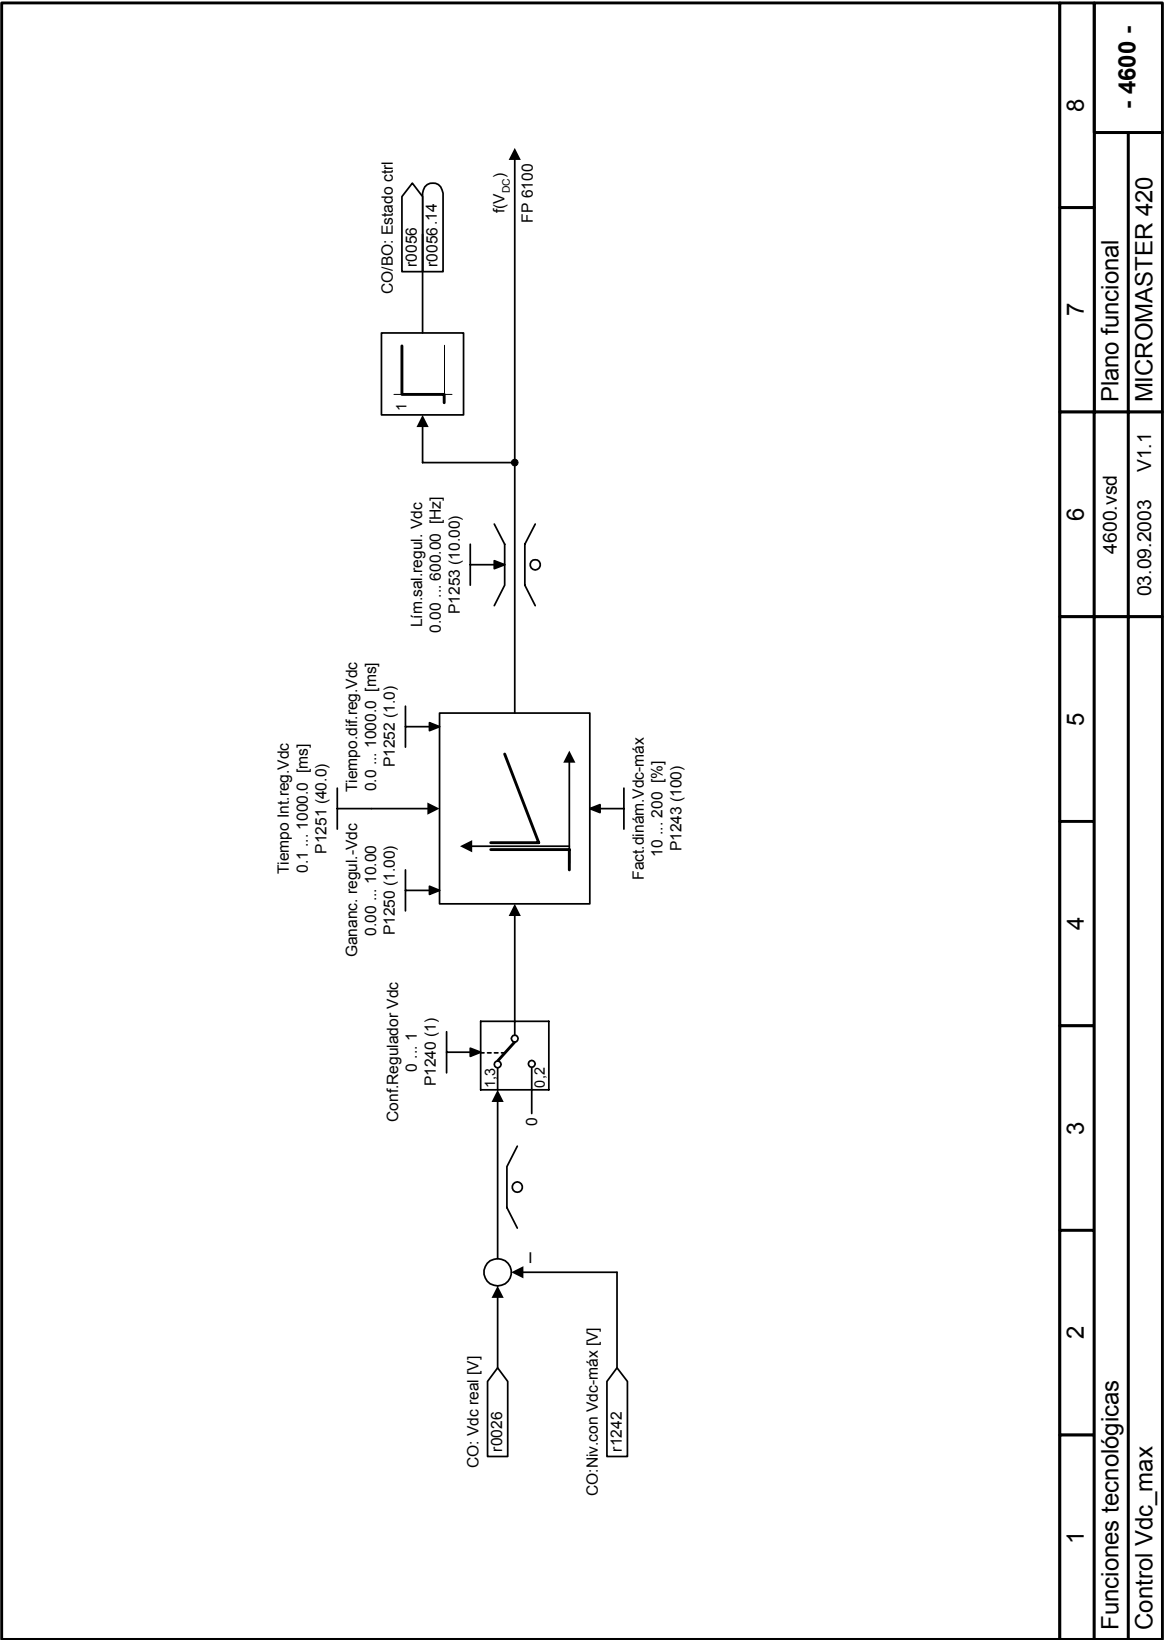 CO: Vdc real [V]
r0026
CO:Niv.con Vdc-máx [V]
r1242
–
Conf.Regulador Vdc
0 ... 1
P1240 (1)
1,3
0,2
0
Gananc. regul.-Vdc
0.00 ... 10.00
P1250 (1.00)
Tiempo Int.reg.Vdc
0.1 ... 1000.0 [ms]
P1251 (40.0)
Tiempo.dif.reg.Vdc
0.0 ... 1000.0 [ms]
P1252 (1.0)
Fact.dinám.Vdc-máx
10 ... 200 [%]
P1243 (100)
Lím.sal.regul. Vdc
0.00 ... 600.00 [Hz]
P1253 (10.00)
1
CO/BO: Estado ctrl
r0056
r0056.14
f(VDC)
FP 6100
1 2 3 4 5 6 7 8
Funciones tecnológicas
4600.vsd
Plano funcional
- 4600 -
Control Vdc_max
03.09.2003 V1.1
MICROMASTER 420